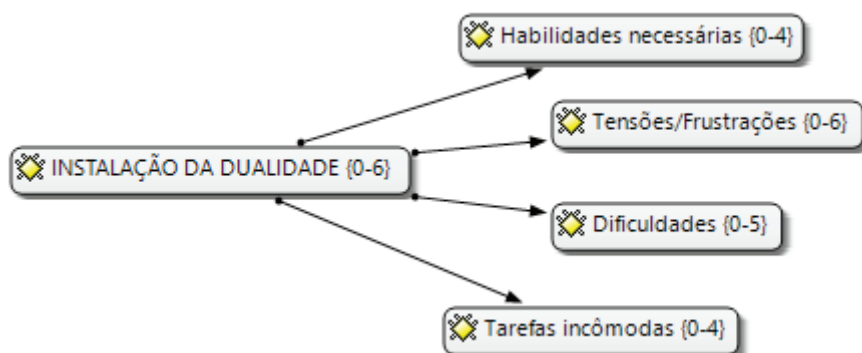 Habilidades necessárias {0-4}
Tensões/Frustrações {0-6}
INSTALAÇÃO DA DUALIDADE {0-6}
Dificuldades {0-5}
Tarefas incômodas {0-4}